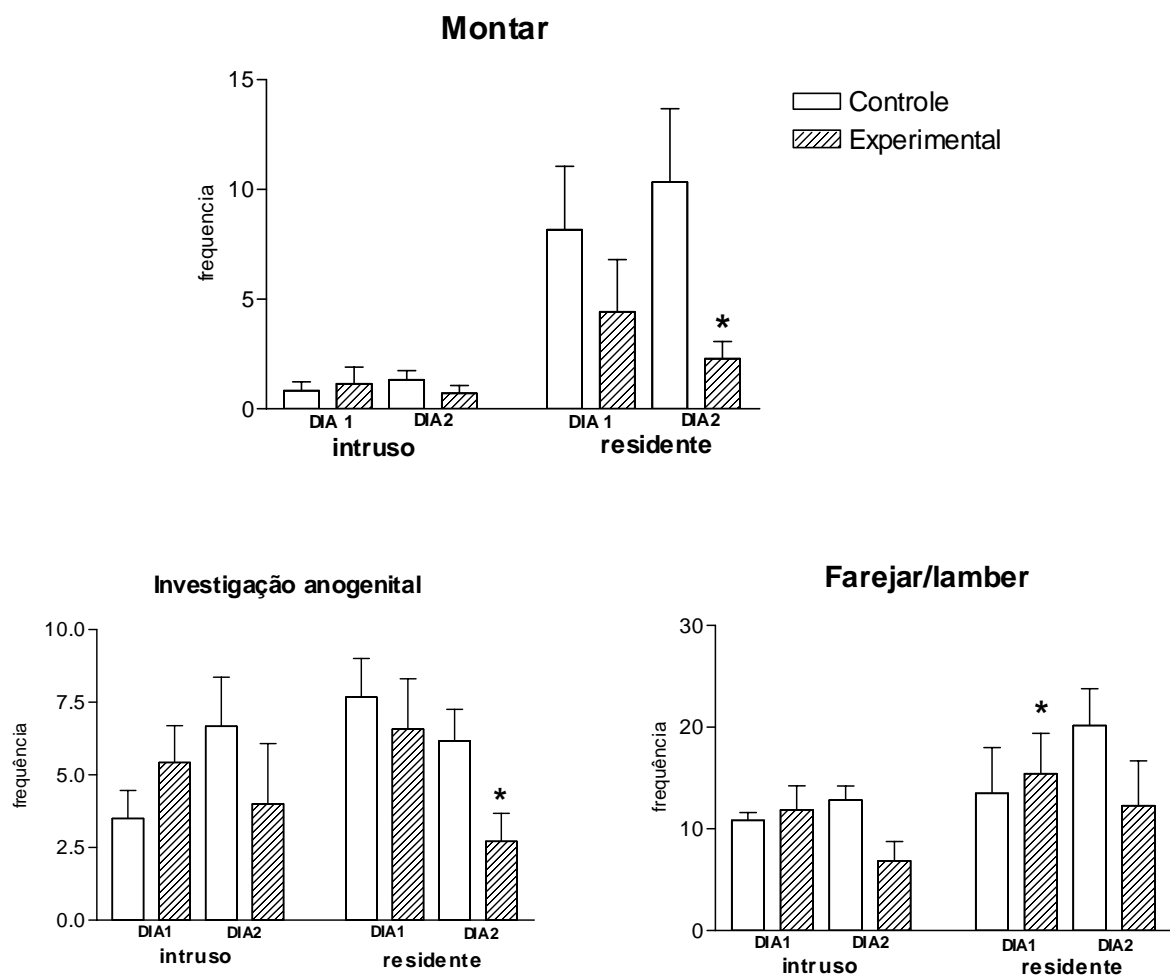 Montar
15
10
5
0
frequencia
Controle
Experimental
*
DIA 1 DIA2 DIA 1 DIA2
intruso residente
Investigação anogenital
10.0
7.5
5.0
2.5
0.0
frequência
*
DIA1 DIA2 DIA1 DIA2
intruso residente
Farejar/lamber
30
20
10
0
frequência
*
DIA1 DIA2 DIA1 DIA2
intruso residente